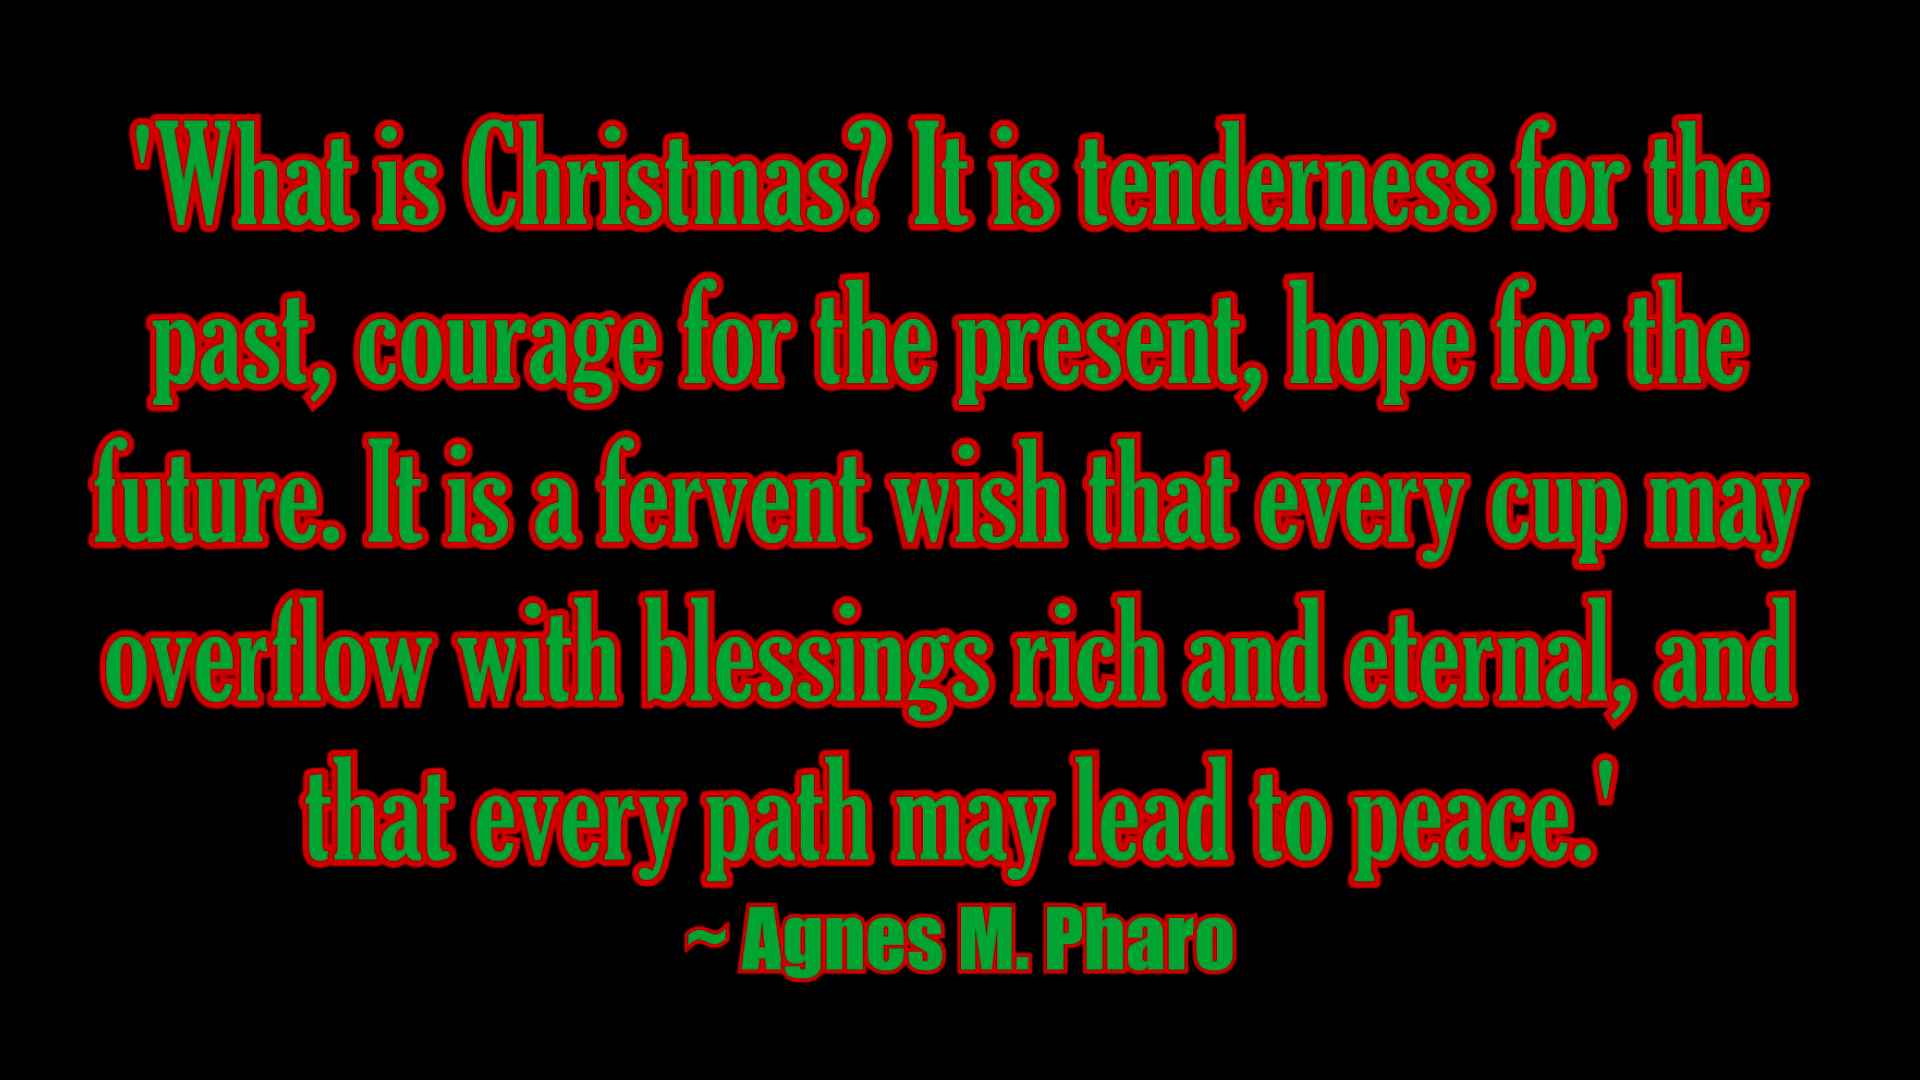 'What is Christmas? It is tenderness for the
past, courage for the present, hope for the
future. It is a fervent wish that every cup may
overflow with blessings rich and eternal, and
that every path may lead to peace.'
~ Agnes M. Pharo